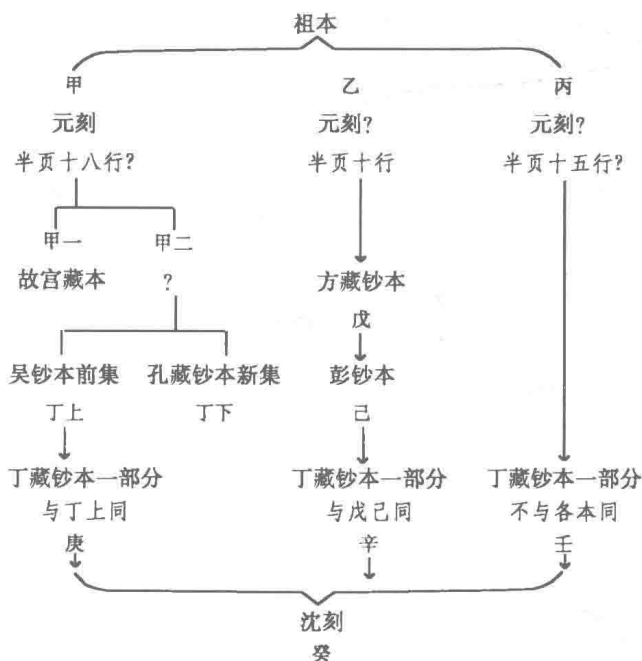 祖本
甲 乙 丙
元刻 元刻？ 元刻？
半页十八行？ 半页十行 半页十五行？
甲一 甲二
故宫藏本 ？ 方藏钞本
戊
吴钞本前集 孔藏钞本新集 彭钞本
丁上 丁下 己
丁藏钞本一部分 丁藏钞本一部分 丁藏钞本一部分
与丁上同 与戊己同 不与各本同
庚 辛 壬
沈刻
癸